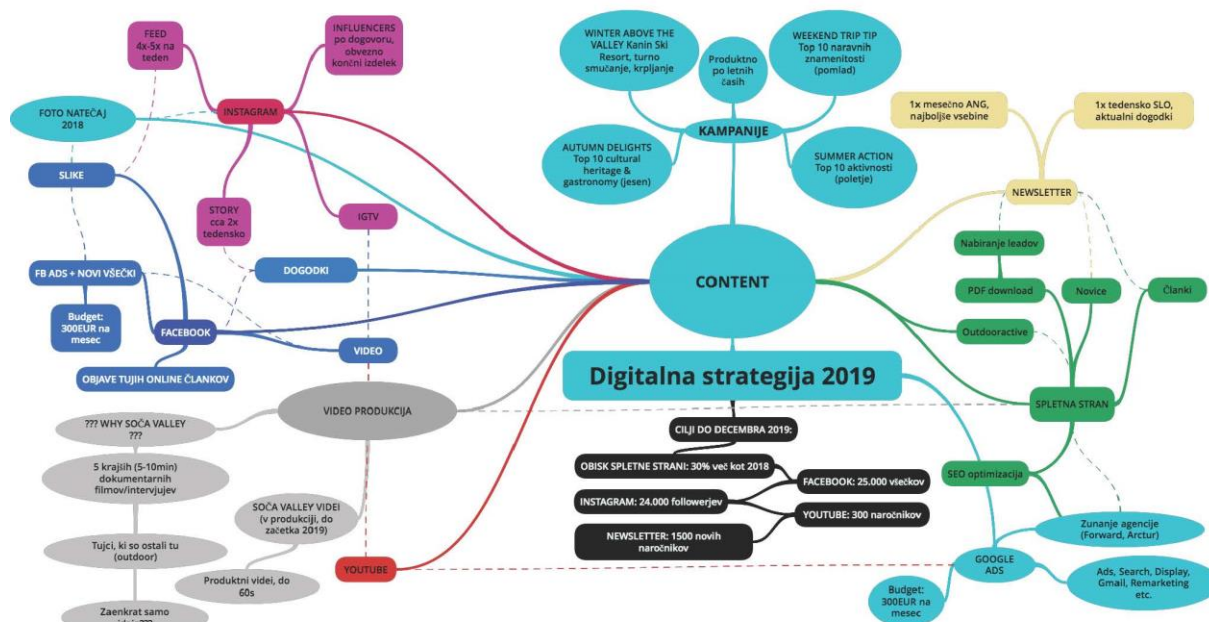 FEED
4x-5x na
teden
INFLUENCERS
po dogovoru,
obvezno
končni izdelek
INSTAGRAM
FOTO NATEČAJ
2018
SLIKE
STORY
cca 2x
tedensko
IGTV
FB ADS + NOVI VŠEČKI
DOGODKI
Budget:
300EUR na
mesec
FACEBOOK
VIDEO
OBJAVE TUJIH ONLINE ČLANKOV
WINTER ABOVE THE
VALLEY Kanin Ski
Resort, turno
smučanje, krpljanje
Produktno
po letnih
časih
WEEKEND TRIP TIP
Top 10 naravnih
znamenitosti
(pomlad)
KAMPANIJE
AUTUMN DELIGHTS
Top 10 cultural
heritage &
gastronomy (jesen)
SUMMER ACTION
Top 10 aktivnosti
(poletje)
1x mesečno ANG,
najboljše vsebine
1x tedensko SLO,
aktualni dogodki
NEWSLETTER
Nabiranje leadov
PDF download
Novice
Članki
Outdooractive
CONTENT
Digitalna strategija 2019
SPLETNA STRAN
VIDEO PRODUKCIJA
??? WHY SOČA VALLEY
???
5 krajših (5-10min)
dokumentarnih
filmov/intervjujev
SOČA VALLEY VIDEI
(v produkciji, do
začetka 2019)
Tujci, ki so ostali tu
(outdoor)
Produktni videi, do
60s
Zaenkrat samo
YOUTUBE
CILJI DO DECEMBRA 2019:
OBISK SPLETNE STRANI: 30% več kot 2018
FACEBOOK: 25.000 všečkov
INSTAGRAM: 24.000 followerjev
YOUTUBE: 300 naročnikov
NEWSLETTER: 1500 novih
naročnikov
SEO optimizacija
Zunanje agencije
(Forward, Arctur)
GOOGLE
ADS
Budget:
300EUR na
mesec
Ads, Search, Display,
Gmail, Remarketing
etc.